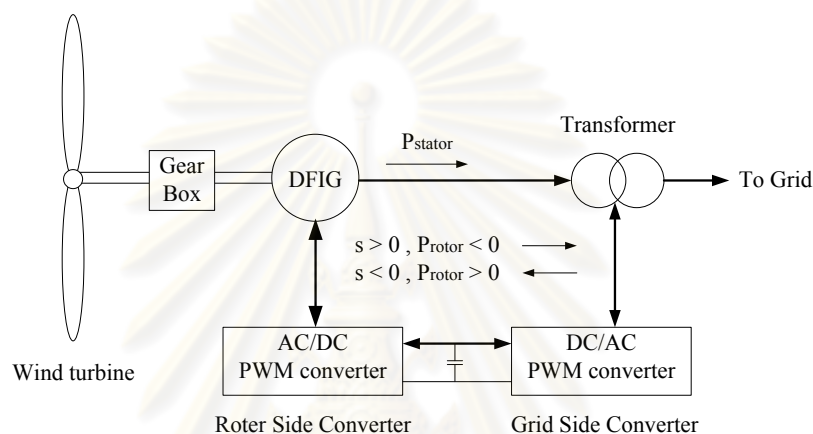 Pstator
Transformer
Gear
Box
DFIG
To Grid
s > 0 , Protor < 0
s < 0 , Protor > 0
AC/DC
PWM converter
DC/AC
PWM converter
Wind turbine
Roter Side Converter
Grid Side Converter